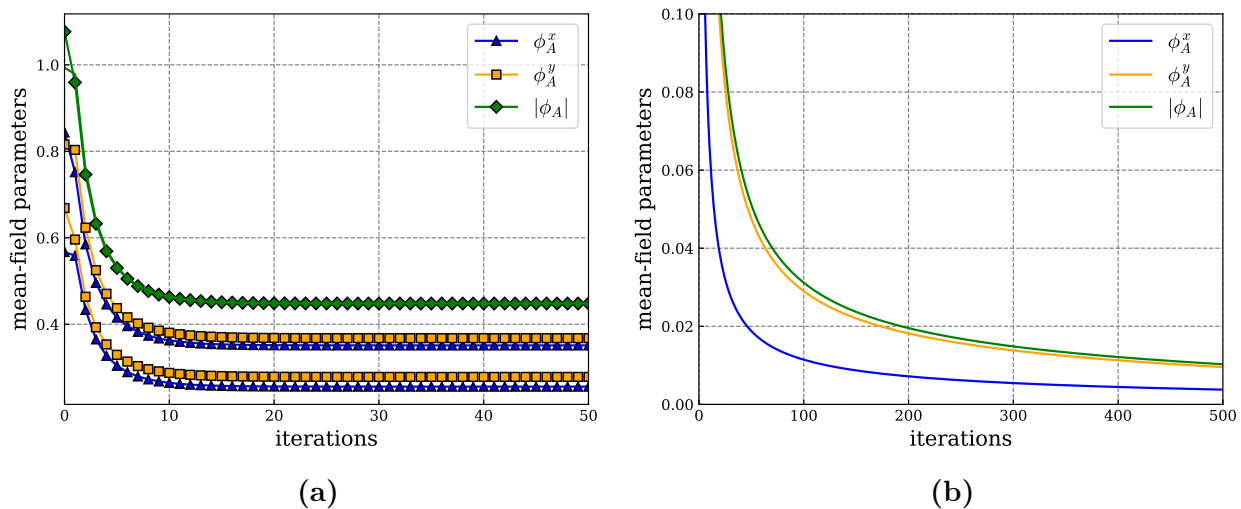 mean-field parameters
1.0
0.8
0.6
0.4
0
10
20
30
40
50
iterations
ϕ_A^x
ϕ_A^y
|ϕ_A|
(a)
mean-field parameters
0.10
0.08
0.06
0.04
0.02
0.00
0
100
200
300
400
500
iterations
ϕ_A^x
ϕ_A^y
|ϕ_A|
(b)